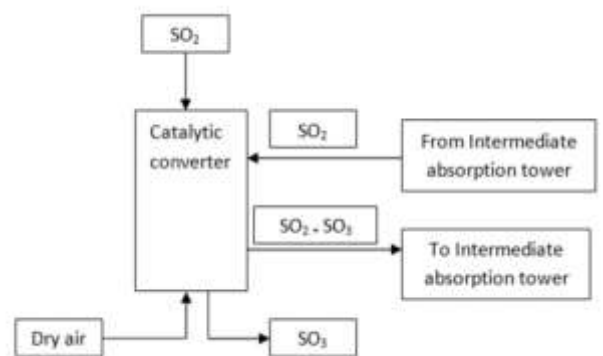 SO₂
Catalytic
converter
SO₂
From Intermediate
absorption tower
SO₂ + SO₃
To Intermediate
absorption tower
Dry air
SO₃